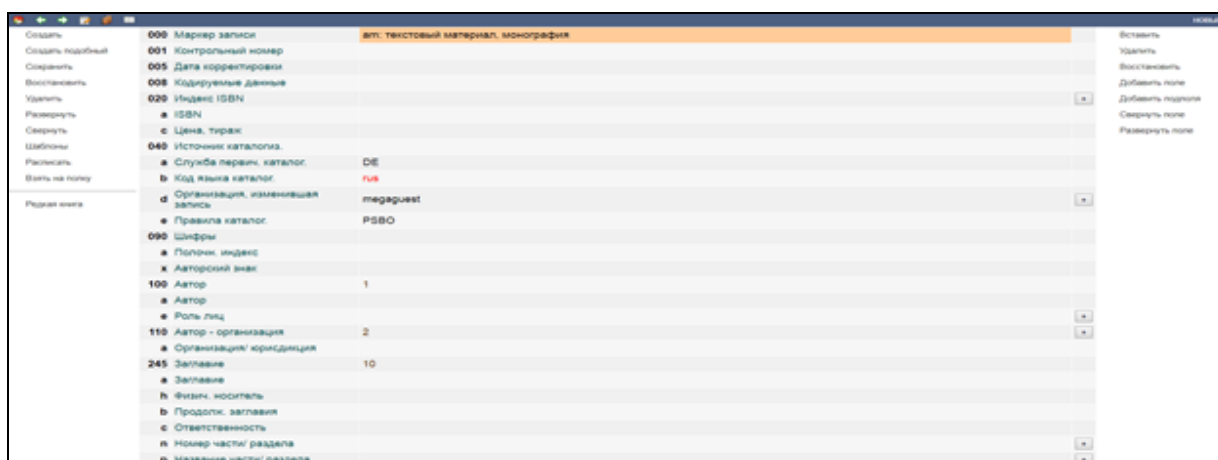 новый
Создать
Создать подобный
Сохранить
Восстановить
Удалить
Развернуть
Свернуть
Шаблоны
Расписать
Взять на полку
Редкая книга
000 Маркер записи am: текстовый материал, монография
001 Контрольный номер
005 Дата корректировки
008 Кодируемые данные
020 Индекс ISBN
a ISBN
c Цена, тираж
040 Источник каталогиз.
a Служба первич. каталог. DE
b Код языка каталог. rus
d Организация, изменившая
запись megaguest
e Правила каталог. PSBO
090 Шифры
a Полочн. индекс
x Авторский знак
100 Автор 1
a Автор
e Роль лиц
110 Автор - организация 2
a Организация/ юрисдикция
245 Заглавие 10
a Заглавие
h Физич. носитель
b Продолж. заглавия
c Ответственность
n Номер части/ раздела
p Название части/ раздела
Вставить
Удалить
Восстановить
Добавить поле
Добавить подполя
Свернуть поле
Развернуть поле